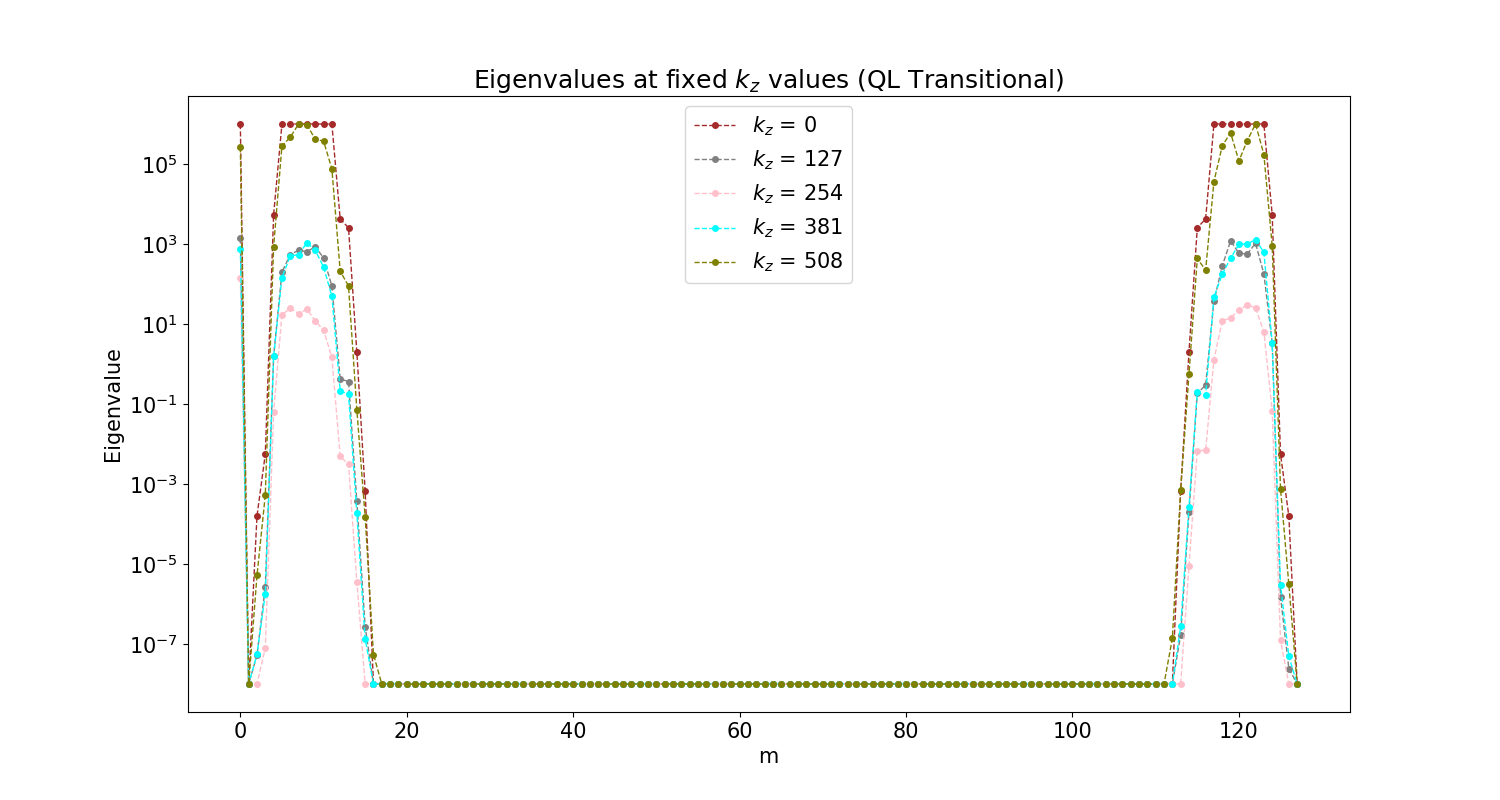 Eigenvalues at fixed k_z values (QL Transitional)
k_z = 0
k_z = 127
k_z = 254
k_z = 381
k_z = 508
Eigenvalue
10^5
10^3
10^1
10^−1
10^−3
10^−5
10^−7
0 20 40 60 80 100 120
m